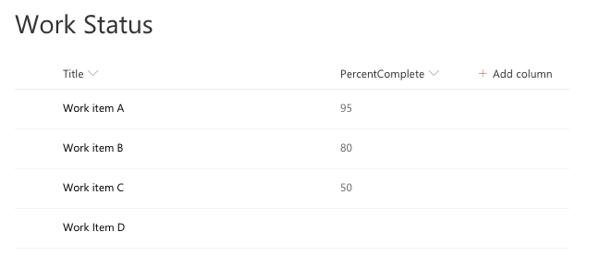 Work Status
Title PercentComplete + Add column
Work item A 95
Work item B 80
Work item C 50
Work Item D